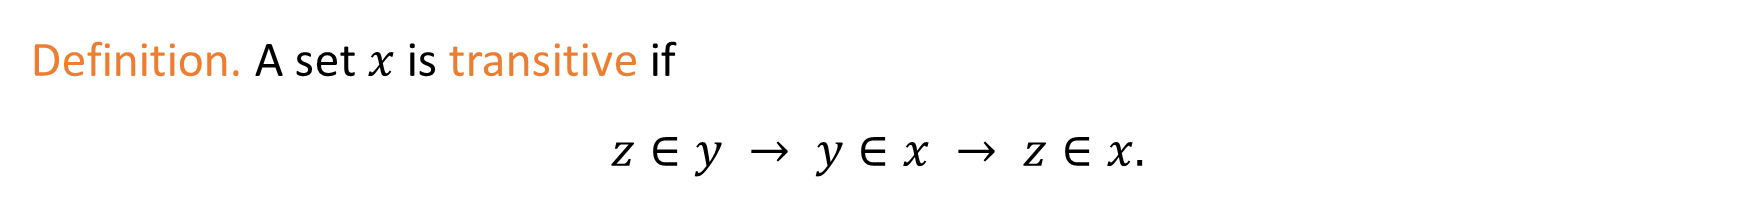 Definition. A set x is transitive if
z ∈ y → y ∈ x → z ∈ x.